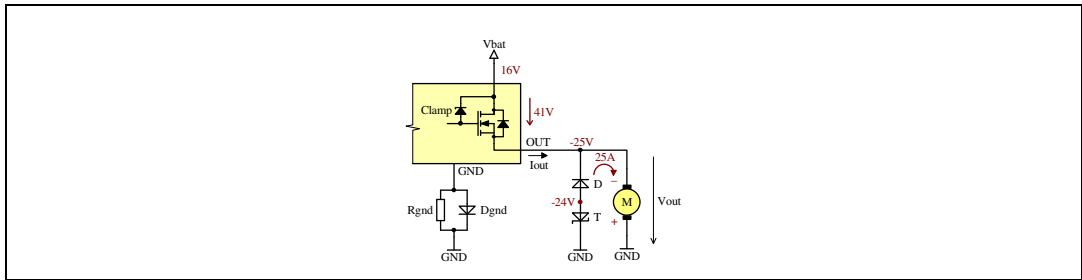 Vbat
16V
Clamp
41V
OUT
-25V
Iout
25A
GND
D
−
Rgnd
Dgnd
-24V
T
M
+
Vout
GND
GND
GND